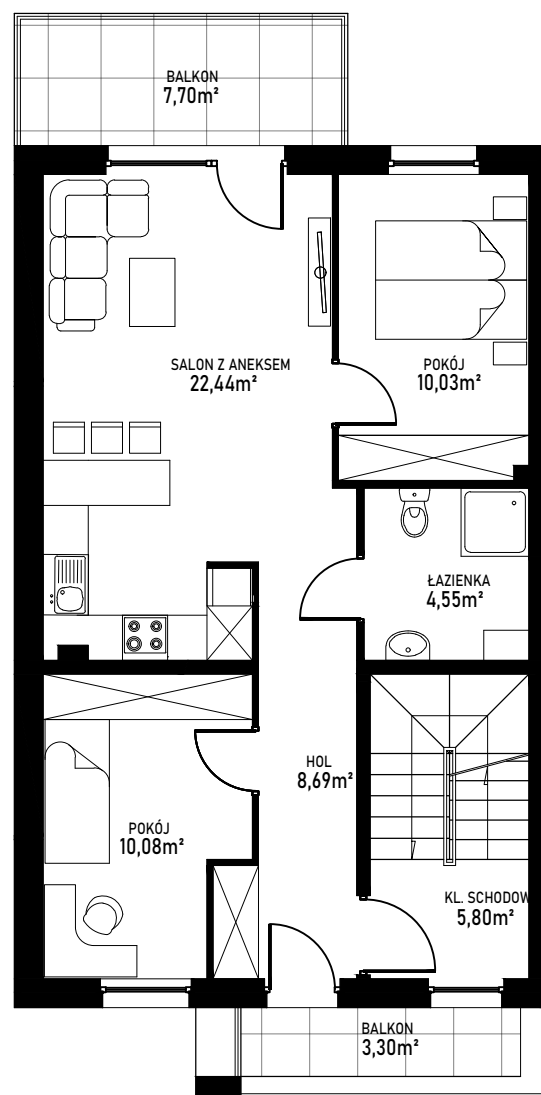 BALKON
7,70m²
SALON Z ANEKSEM
22,44m²
POKÓJ
10,03m²
ŁAZIENKA
4,55m²
HOL
8,69m²
POKÓJ
10,08m²
KL. SCHODOW
5,80m²
BALKON
3,30m²